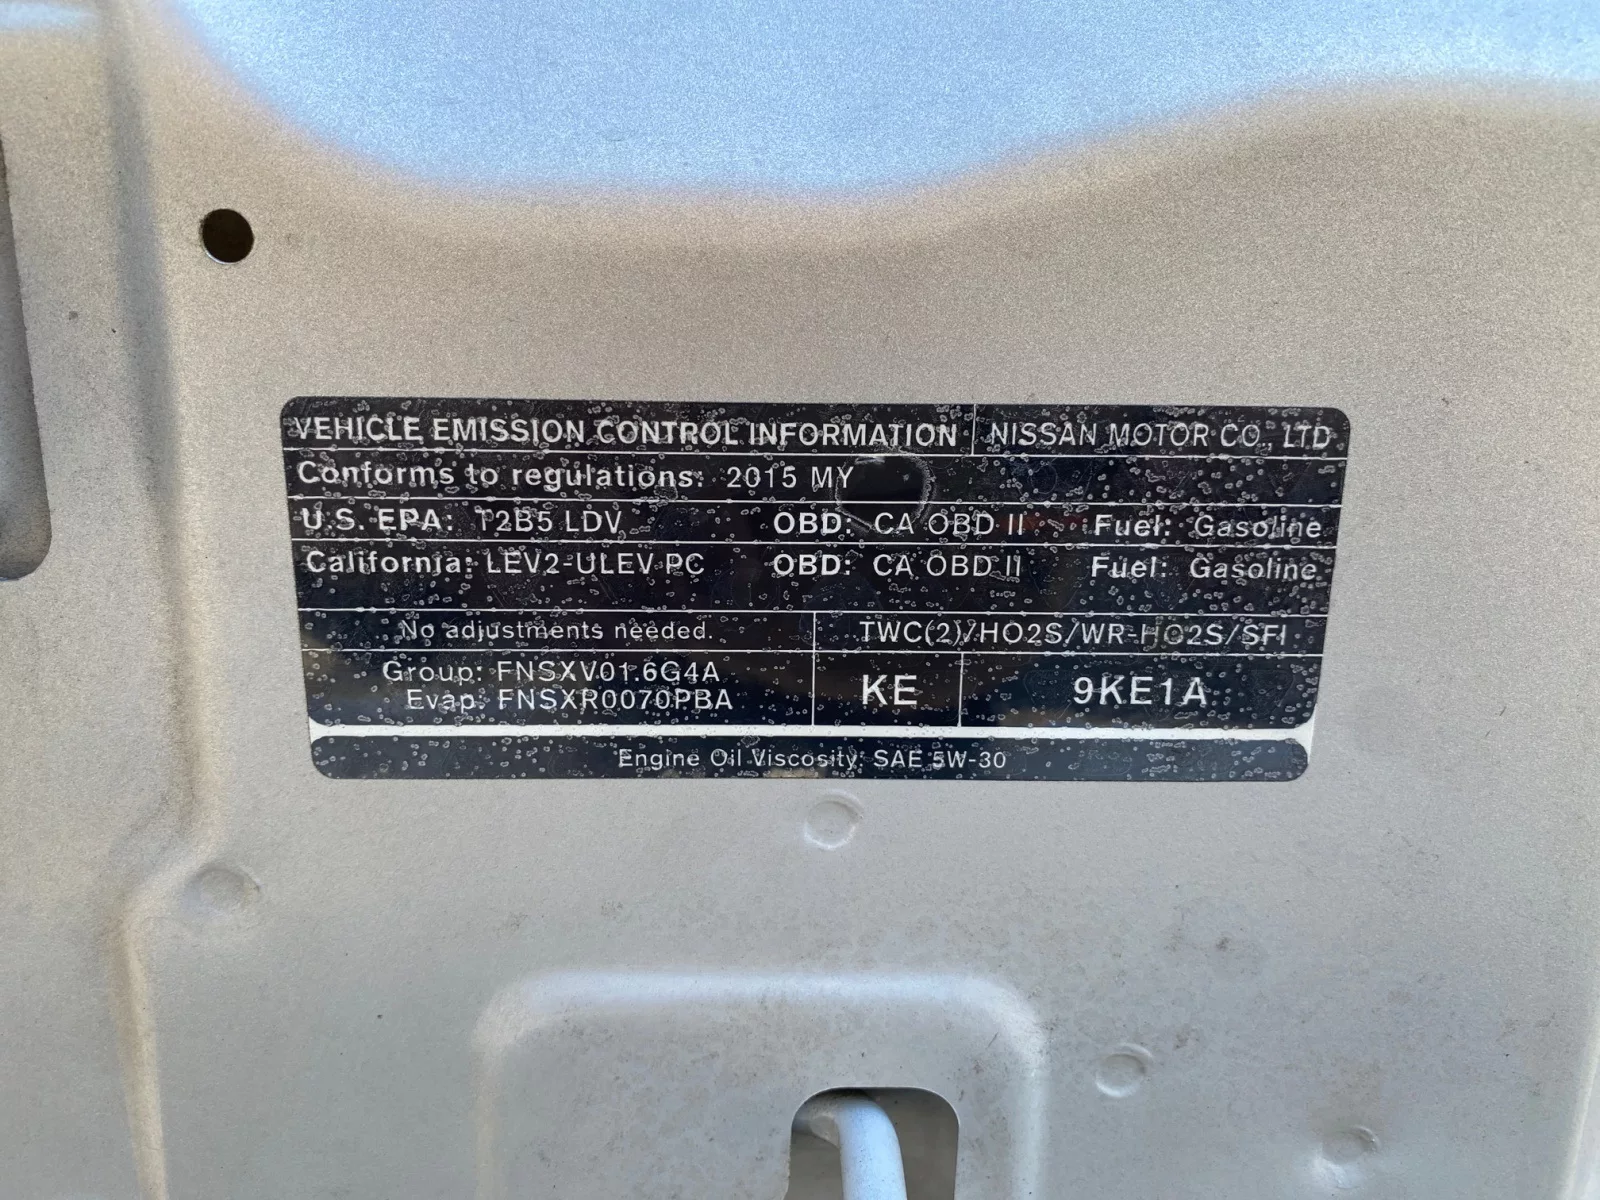 VEHICLE EMISSION CONTROL INFORMATION NISSAN MOTOR CO., LTD
Conforms to regulations: 2015 MY
U.S. EPA: T2B5 LDV OBD: CA OBD II Fuel: Gasoline
California: LEV2-ULEV PC OBD: CA OBD II Fuel: Gasoline
No adjustments needed. TWC(2)/HO2S/WR-HO2S/SFI
Group: FNSXV01.6G4A
Evap: FNSXR0070PBA
KE 9KE1A
Engine Oil Viscosity: SAE 5W-30